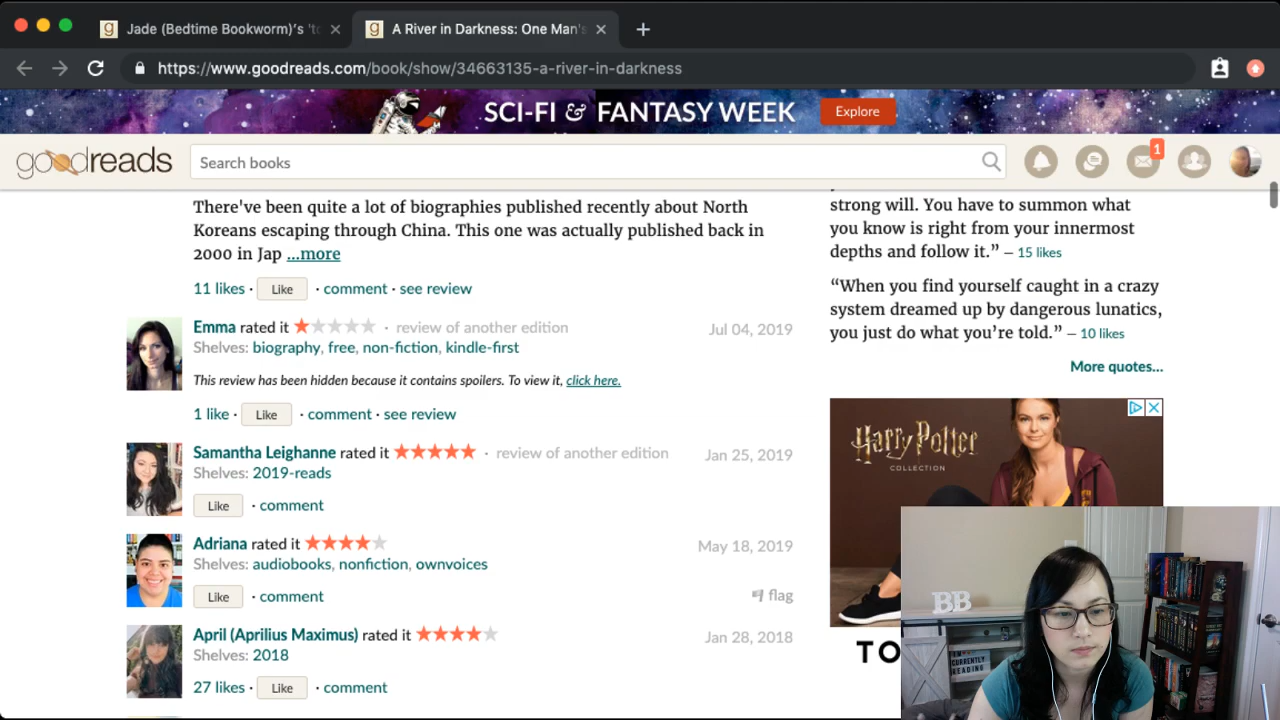 Jade (Bedtime Bookworm)'s 'to
A River in Darkness: One Man's
https://www.goodreads.com/book/show/34663135-a-river-in-darkness
SCI-FI & FANTASY WEEK
Explore
goodreads
Search books
1
There've been quite a lot of biographies published recently about North
Koreans escaping through China. This one was actually published back in
2000 in Jap ...more
11 likes · Like · comment · see review
Emma rated it · review of another edition Jul 04, 2019
Shelves: biography, free, non-fiction, kindle-first
This review has been hidden because it contains spoilers. To view it, click here.
1 like · Like · comment · see review
Samantha Leighanne rated it · review of another edition Jan 25, 2019
Shelves: 2019-reads
Like · comment
Adriana rated it May 18, 2019
Shelves: audiobooks, nonfiction, ownvoices
Like · comment flag
April (Aprilius Maximus) rated it Jan 28, 2018
Shelves: 2018
27 likes · Like · comment
strong will. You have to summon what
you know is right from your innermost
depths and follow it.” – 15 likes
“When you find yourself caught in a crazy
system dreamed up by dangerous lunatics,
you just do what you’re told.” – 10 likes
More quotes...
Harry Potter
COLLECTION
TO
BB
CURRENTLY
READING